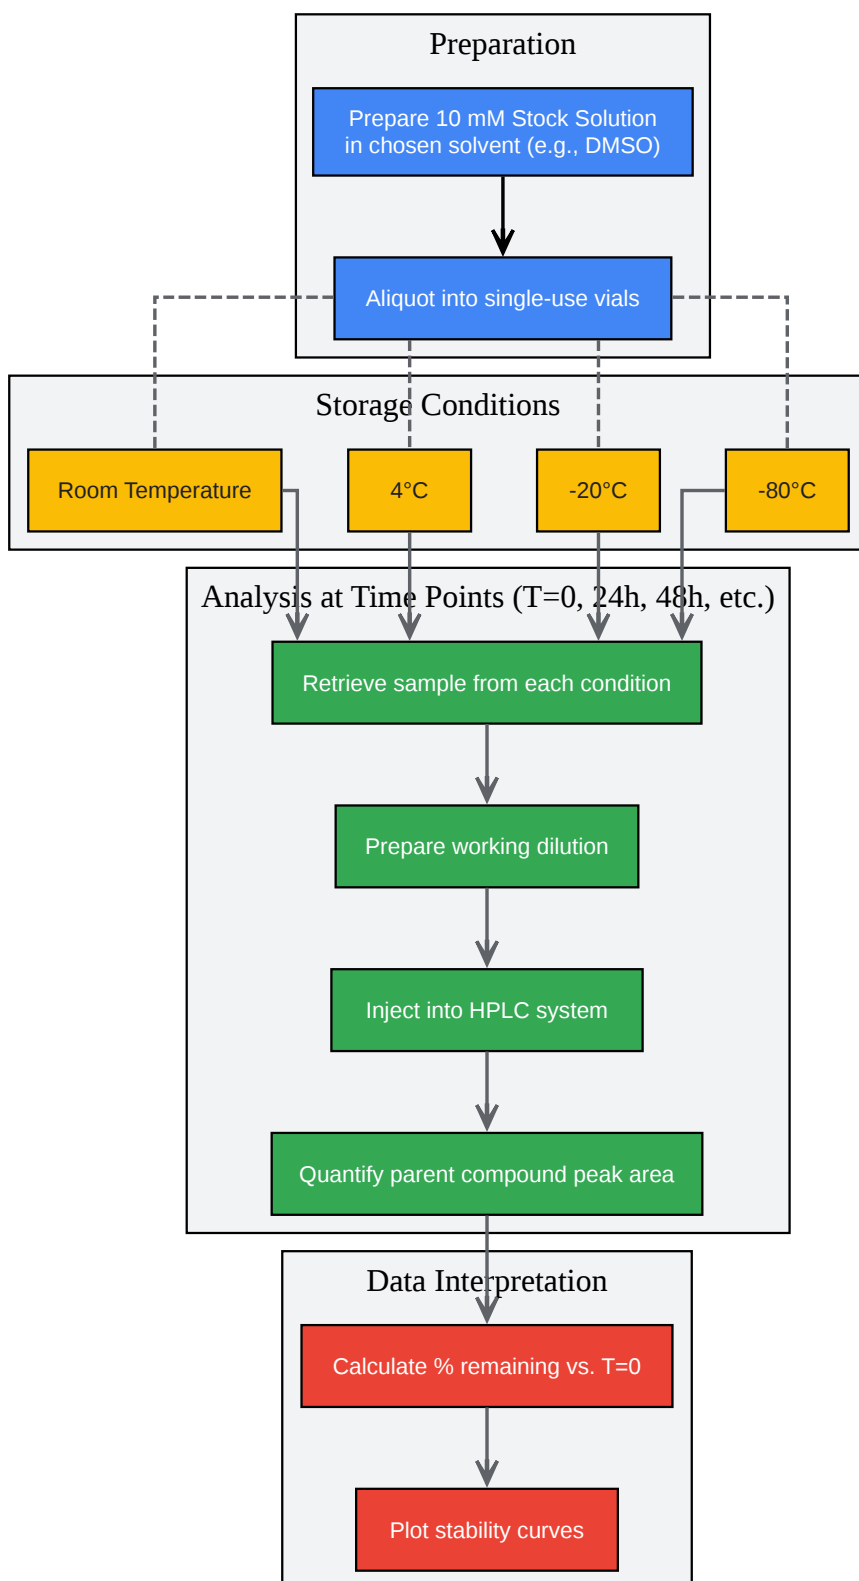 Preparation
Prepare 10 mM Stock Solution
in chosen solvent (e.g., DMSO)
Aliquot into single-use vials
Storage Conditions
Room Temperature
4°C
-20°C
-80°C
Analysis at Time Points (T=0, 24h, 48h, etc.)
Retrieve sample from each condition
Prepare working dilution
Inject into HPLC system
Quantify parent compound peak area
Data Interpretation
Calculate % remaining vs. T=0
Plot stability curves